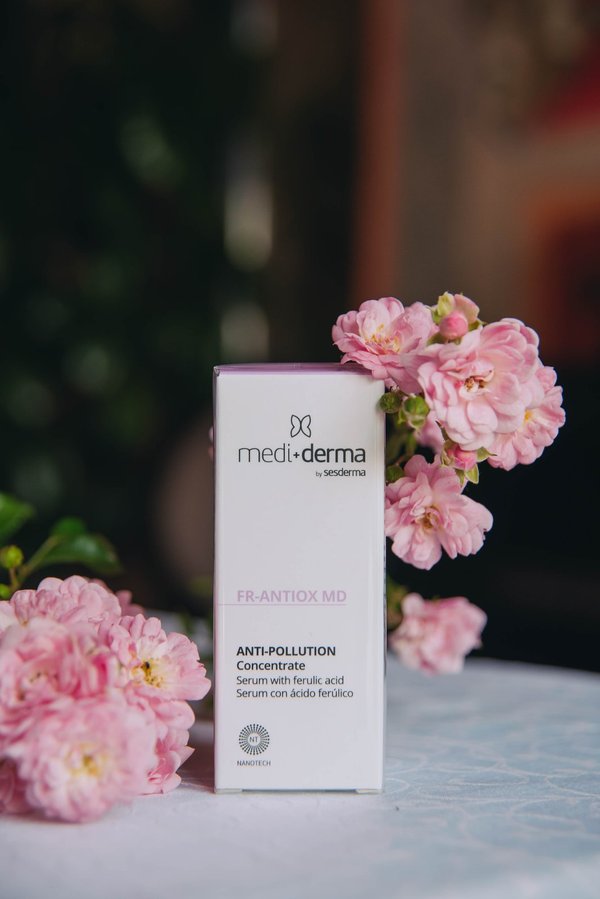 medi+derma
by sesderma
FR-ANTIOX MD
ANTI-POLLUTION
Concentrate
Serum with ferulic acid
Serum con ácido ferúlico
NT
NANOTECH